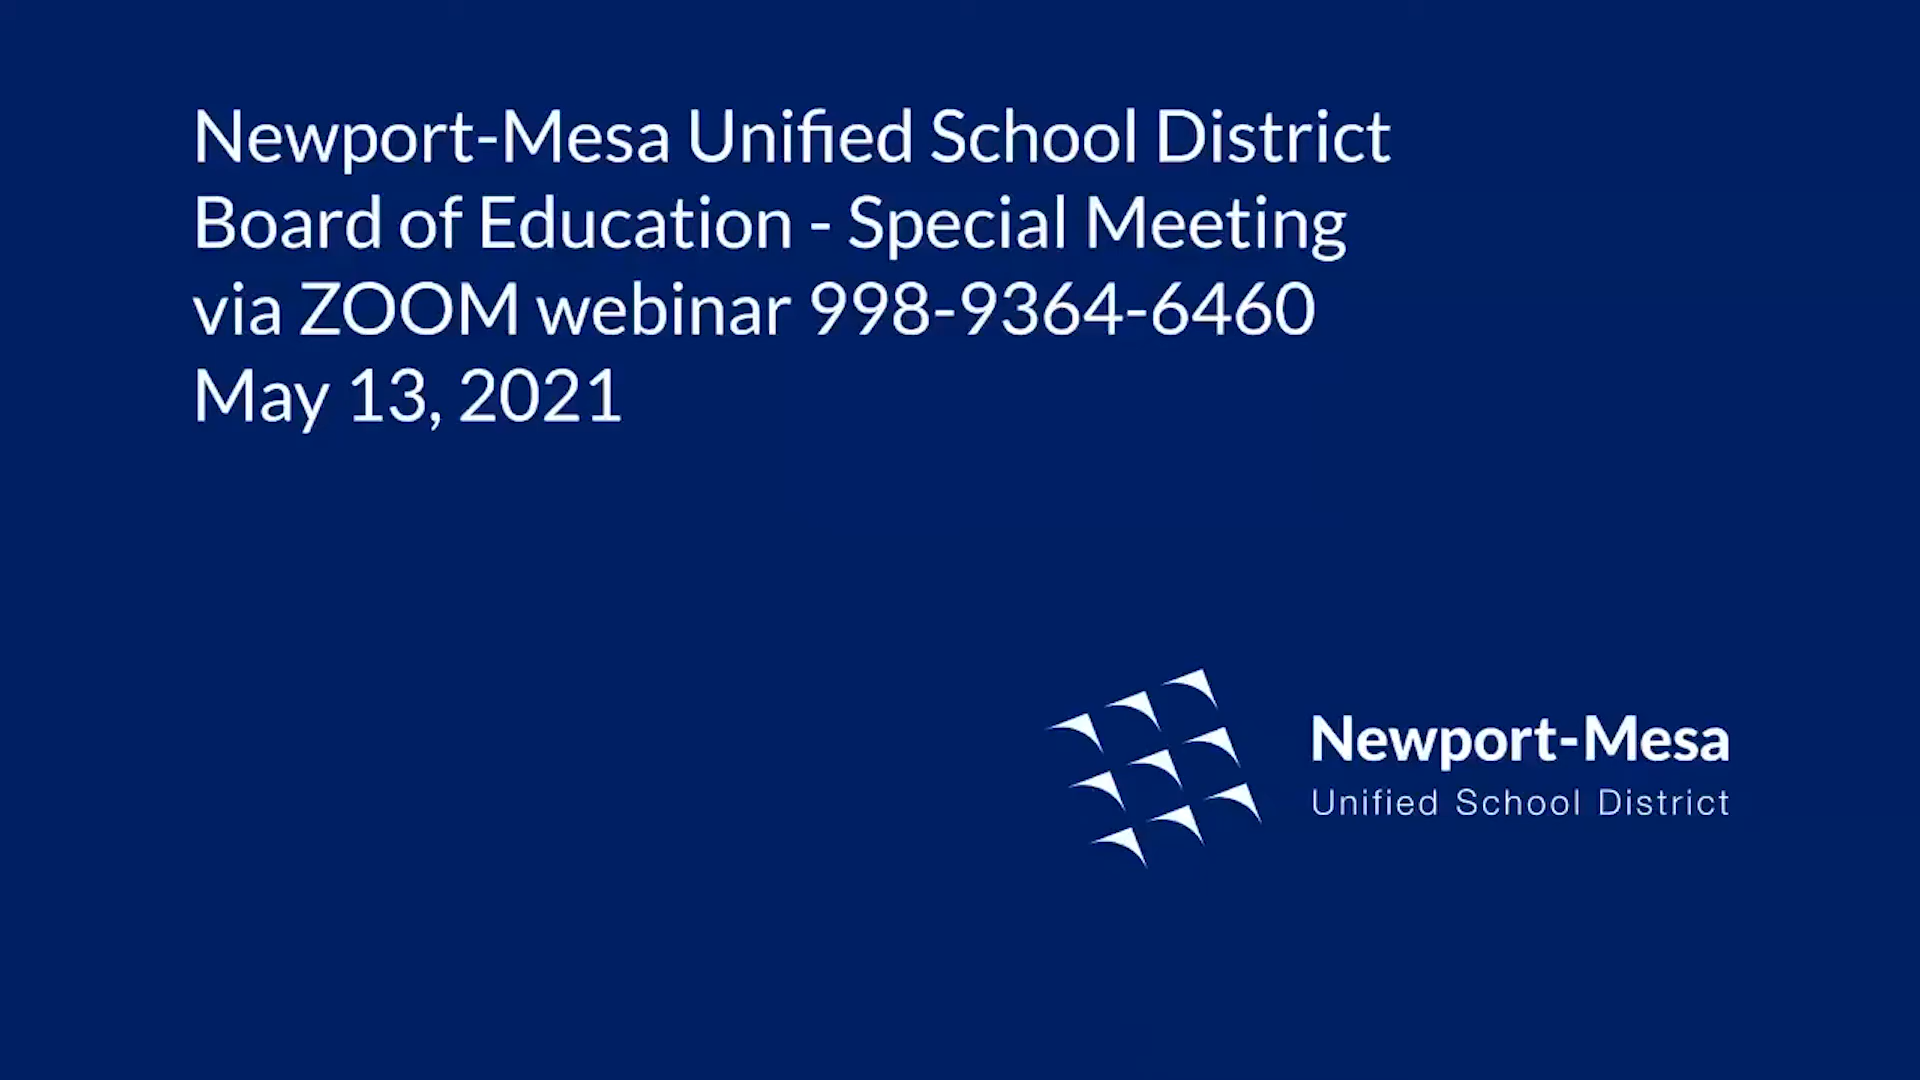 Newport-Mesa Unified School District
Board of Education - Special Meeting
via ZOOM webinar 998-9364-6460
May 13, 2021
Newport-Mesa
Unified School District